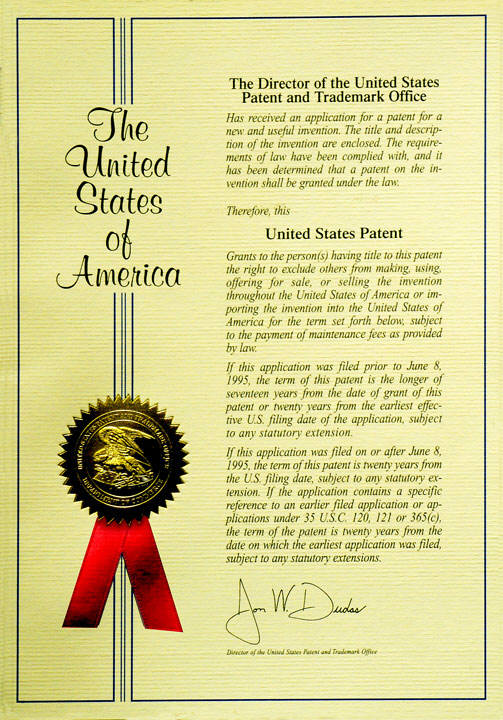 The
United
States
of
America
The Director of the United States
Patent and Trademark Office
Has received an application for a patent for a
new and useful invention. The title and descrip-
tion of the invention are enclosed. The require-
ments of law have been complied with, and it
has been determined that a patent on the in-
vention shall be granted under the law.
Therefore, this
United States Patent
Grants to the person(s) having title to this patent
the right to exclude others from making, using,
offering for sale, or selling the invention
throughout the United States of America or im-
porting the invention into the United States of
America for the term set forth below, subject
to the payment of maintenance fees as provided
by law.
If this application was filed prior to June 8,
1995, the term of this patent is the longer of
seventeen years from the date of grant of this
patent or twenty years from the earliest effec-
tive U.S. filing date of the application, subject
to any statutory extension.
If this application was filed on or after June 8,
1995, the term of this patent is twenty years from
the U.S. filing date, subject to any statutory ex-
tension. If the application contains a specific
reference to an earlier filed application or ap-
plications under 35 U.S.C. 120, 121 or 365(c),
the term of the patent is twenty years from the
date on which the earliest application was filed,
subject to any statutory extensions.
Jon W. Dudas
Director of the United States Patent and Trademark Office